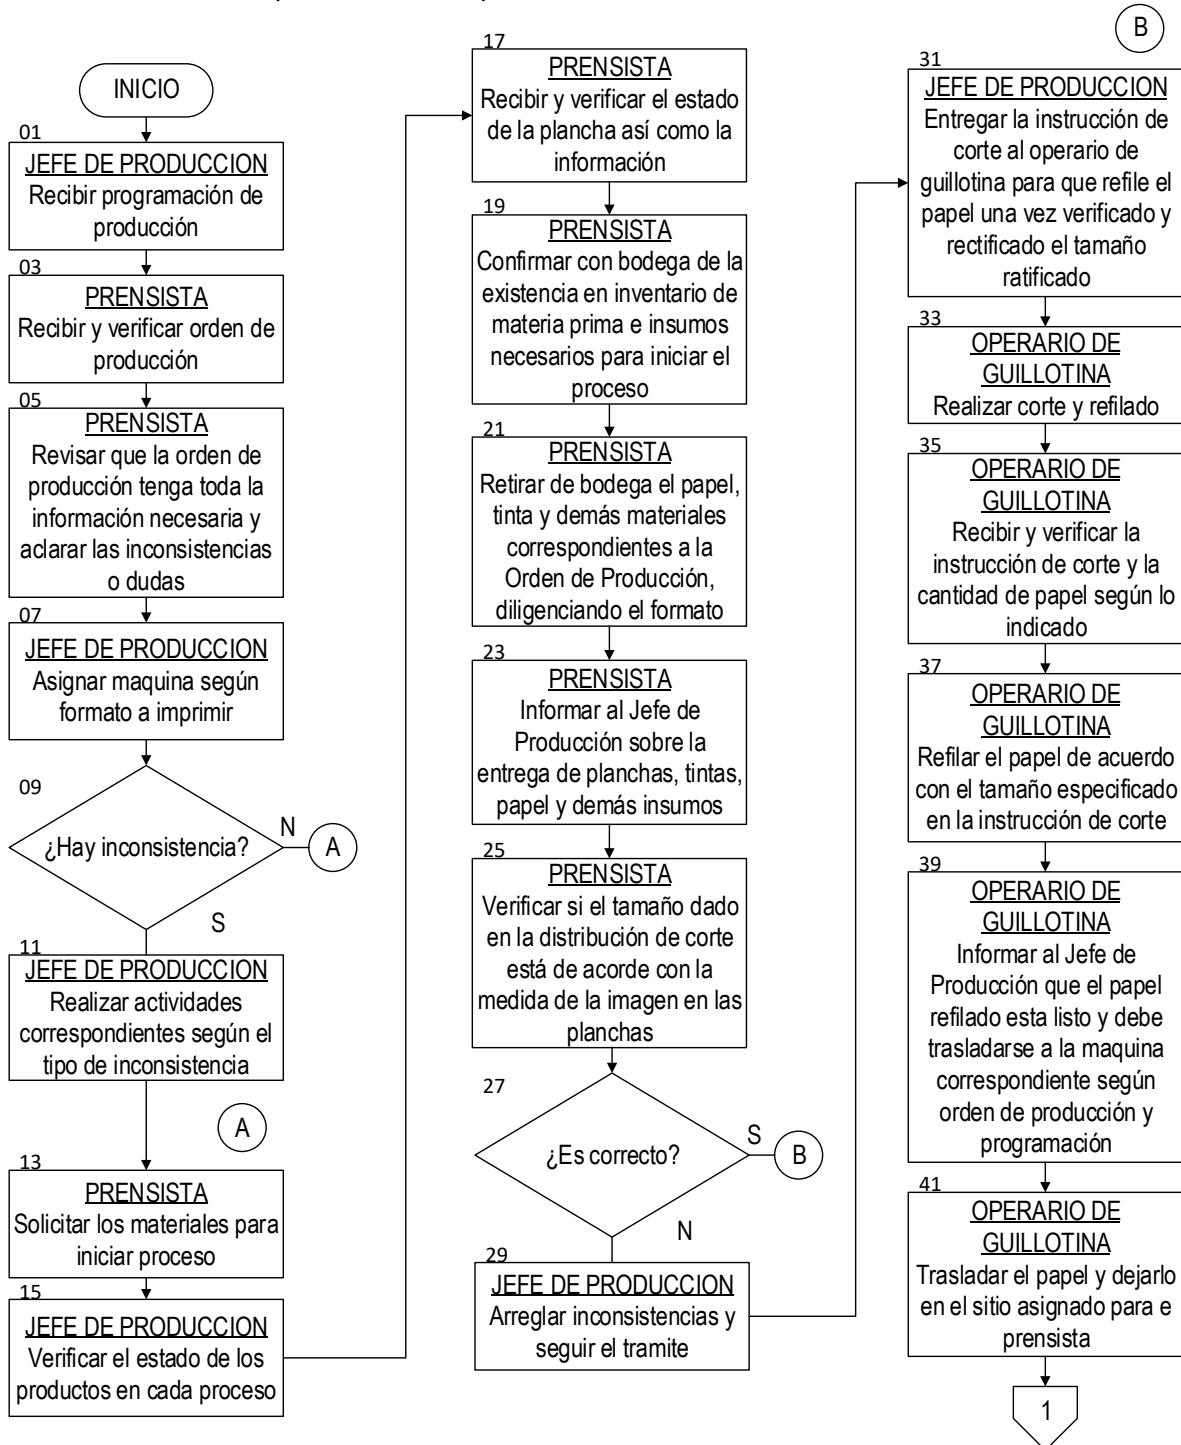 INICIO
01
JEFE DE PRODUCCION
Recibir programación de
producción
03
PRENSISTA
Recibir y verificar orden de
producción
05
PRENSISTA
Revisar que la orden de
producción tenga toda la
información necesaria y
aclarar las inconsistencias
o dudas
07
JEFE DE PRODUCCION
Asignar maquina según
formato a imprimir
09
¿Hay inconsistencia?
N
A
S
11
JEFE DE PRODUCCION
Realizar actividades
correspondientes según el
tipo de inconsistencia
A
13
PRENSISTA
Solicitar los materiales para
iniciar proceso
15
JEFE DE PRODUCCION
Verificar el estado de los
productos en cada proceso
17
PRENSISTA
Recibir y verificar el estado
de la plancha así como la
información
19
PRENSISTA
Confirmar con bodega de la
existencia en inventario de
materia prima e insumos
necesarios para iniciar el
proceso
21
PRENSISTA
Retirar de bodega el papel,
tinta y demás materiales
correspondientes a la
Orden de Producción,
diligenciando el formato
23
PRENSISTA
Informar al Jefe de
Producción sobre la
entrega de planchas, tintas,
papel y demás insumos
25
PRENSISTA
Verificar si el tamaño dado
en la distribución de corte
está de acorde con la
medida de la imagen en las
planchas
27
¿Es correcto?
S
B
N
29
JEFE DE PRODUCCION
Arreglar inconsistencias y
seguir el tramite
B
31
JEFE DE PRODUCCION
Entregar la instrucción de
corte al operario de
guillotina para que refile el
papel una vez verificado y
rectificado el tamaño
ratificado
33
OPERARIO DE
GUILLOTINA
Realizar corte y refilado
35
OPERARIO DE
GUILLOTINA
Recibir y verificar la
instrucción de corte y la
cantidad de papel según lo
indicado
37
OPERARIO DE
GUILLOTINA
Refilar el papel de acuerdo
con el tamaño especificado
en la instrucción de corte
39
OPERARIO DE
GUILLOTINA
Informar al Jefe de
Producción que el papel
refilado esta listo y debe
trasladarse a la maquina
correspondiente según
orden de producción y
programación
41
OPERARIO DE
GUILLOTINA
Trasladar el papel y dejarlo
en el sitio asignado para e
prensista
1